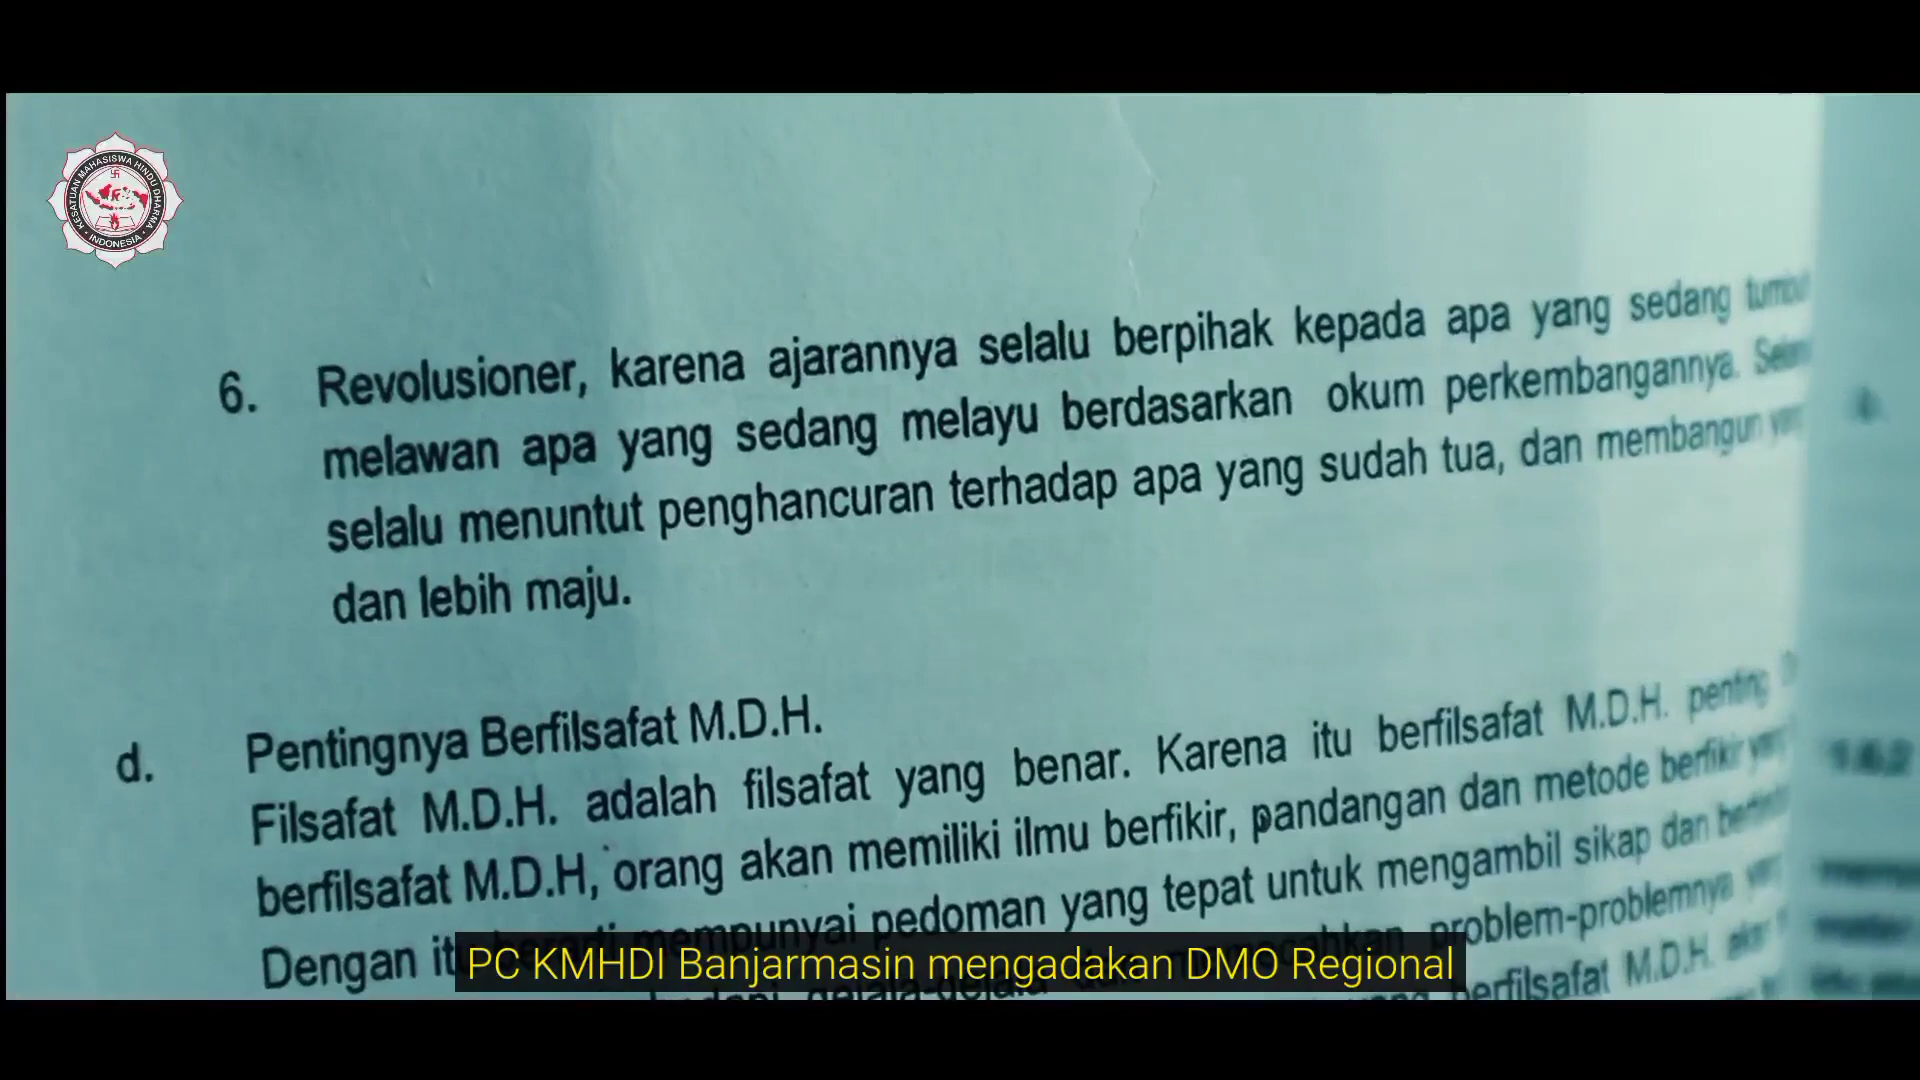 KESATUAN MAHASISWA HINDU DHARMA
INDONESIA
6. Revolusioner, karena ajarannya selalu berpihak kepada apa yang sedang
melawan apa yang sedang melayu berdasarkan okum perkembangannya.
selalu menuntut penghancuran terhadap apa yang sudah tua, dan membangun
dan lebih maju.
d. Pentingnya Berfilsafat M.D.H.
Filsafat M.D.H. adalah filsafat yang benar. Karena itu berfilsafat M.D.H. penting
berfilsafat M.D.H, orang akan memiliki ilmu berfikir, pandangan dan metode berfikir yang
Dengan mempunyai pedoman yang tepat untuk mengambil sikap dan
problem-problemnya
berfilsafat M.D.H.
PC KMHDI Banjarmasin mengadakan DMO Regional